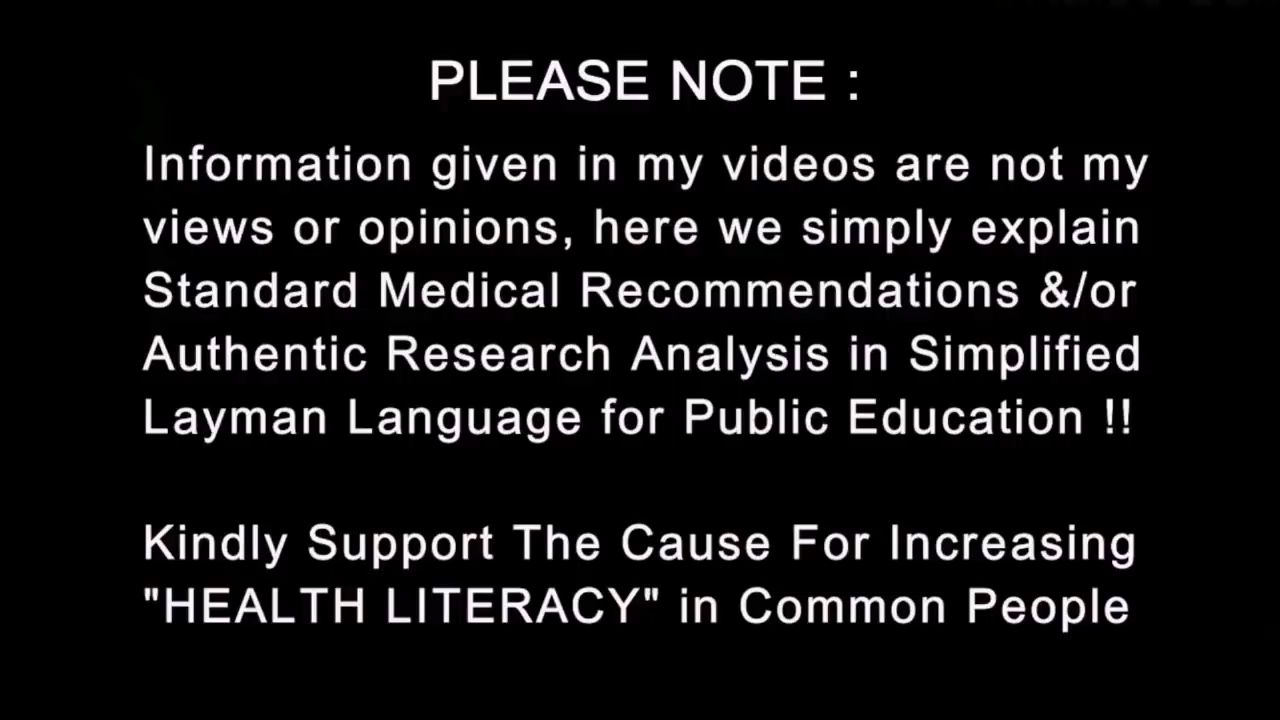 PLEASE NOTE :
Information given in my videos are not my
views or opinions, here we simply explain
Standard Medical Recommendations &/or
Authentic Research Analysis in Simplified
Layman Language for Public Education !!
Kindly Support The Cause For Increasing
"HEALTH LITERACY" in Common People